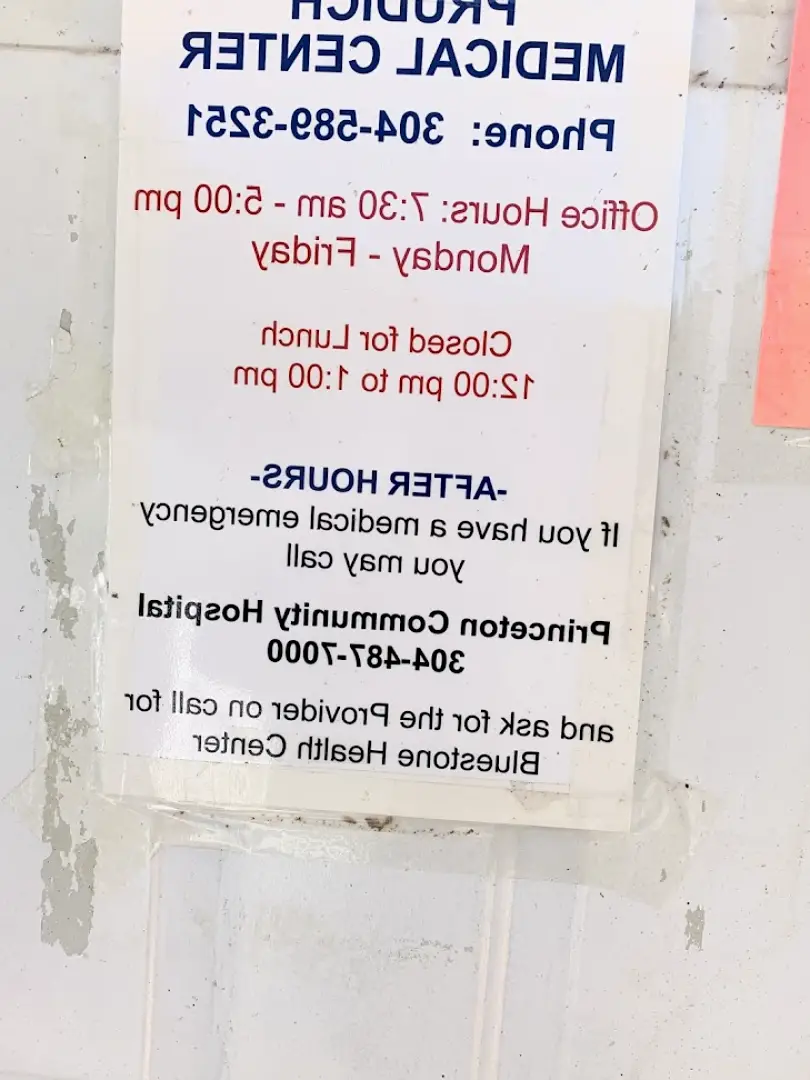 PRUDICH
MEDICAL CENTER
Phone: 304-589-3251
Office Hours: 7:30 am - 5:00 pm
Monday - Friday
Closed for Lunch
12:00 pm to 1:00 pm
-AFTER HOURS-
If you have a medical emergency
you may call
Princeton Community Hospital
304-487-7000
and ask for the Provider on call for
Bluestone Health Center